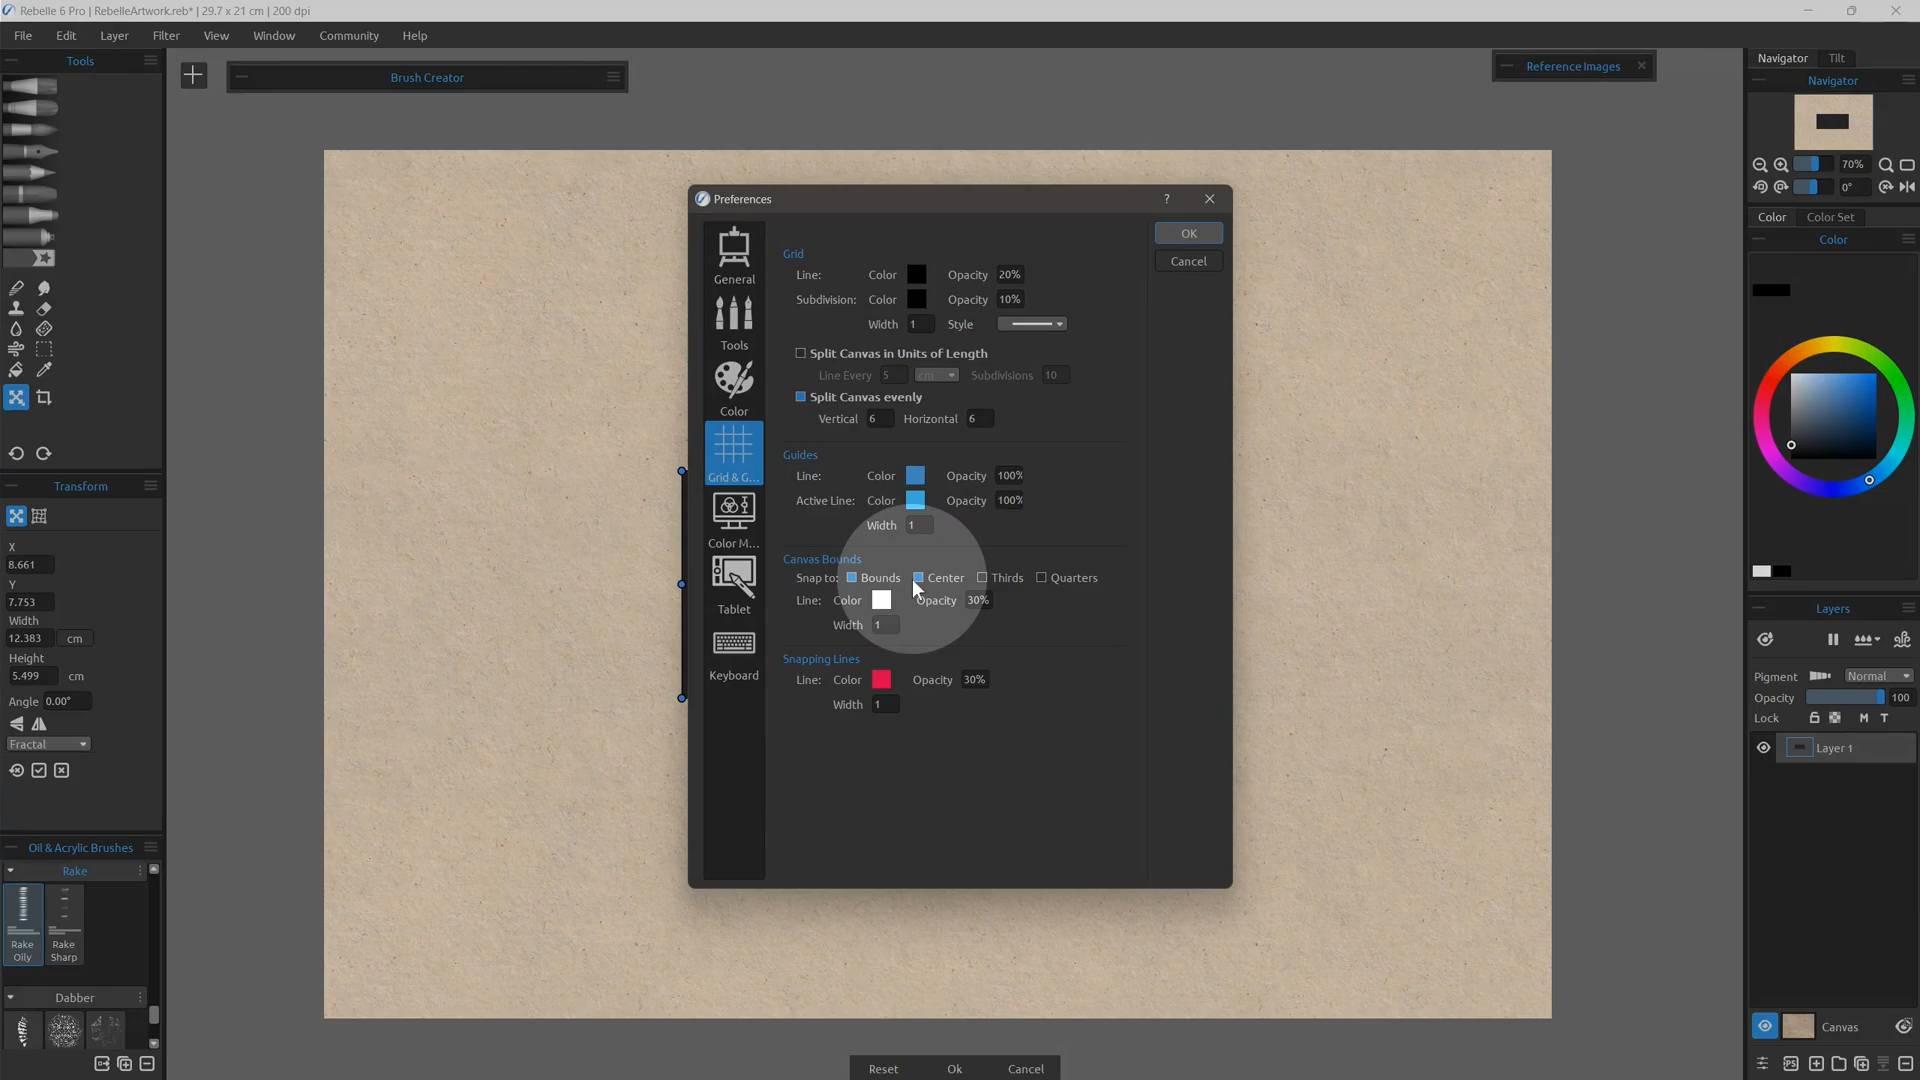 Rebelle 6 Pro | RebelleArtwork.reb* | 29.7 x 21 cm | 200 dpi
File Edit Layer Filter View Window Community Help
Tools
Brush Creator
Reference Images
Navigator Tilt
Navigator
70%
0°
Color Color Set
Color
Preferences
?
OK
Cancel
General
Tools
Color
Grid & G...
Color M...
Tablet
Keyboard
Grid
Line: Color Opacity 20%
Subdivision: Color Opacity 10%
Width 1 Style
Split Canvas in Units of Length
Line Every 5 cm Subdivisions 10
Split Canvas evenly
Vertical 6 Horizontal 6
Guides
Line: Color Opacity 100%
Active Line: Color Opacity 100%
Width 1
Canvas Bounds
Snap to: Bounds Center Thirds Quarters
Line: Color Opacity 30%
Width 1
Snapping Lines
Line: Color Opacity 30%
Width 1
Transform
X
8.661
Y
7.753
Width
12.383 cm
Height
5.499 cm
Angle 0.00°
Fractal
Oil & Acrylic Brushes
Rake
Rake Oily
Rake Sharp
Dabber
Layers
Pigment Normal
Opacity 100
Lock M T
Layer 1
Canvas
PS
Reset Ok Cancel